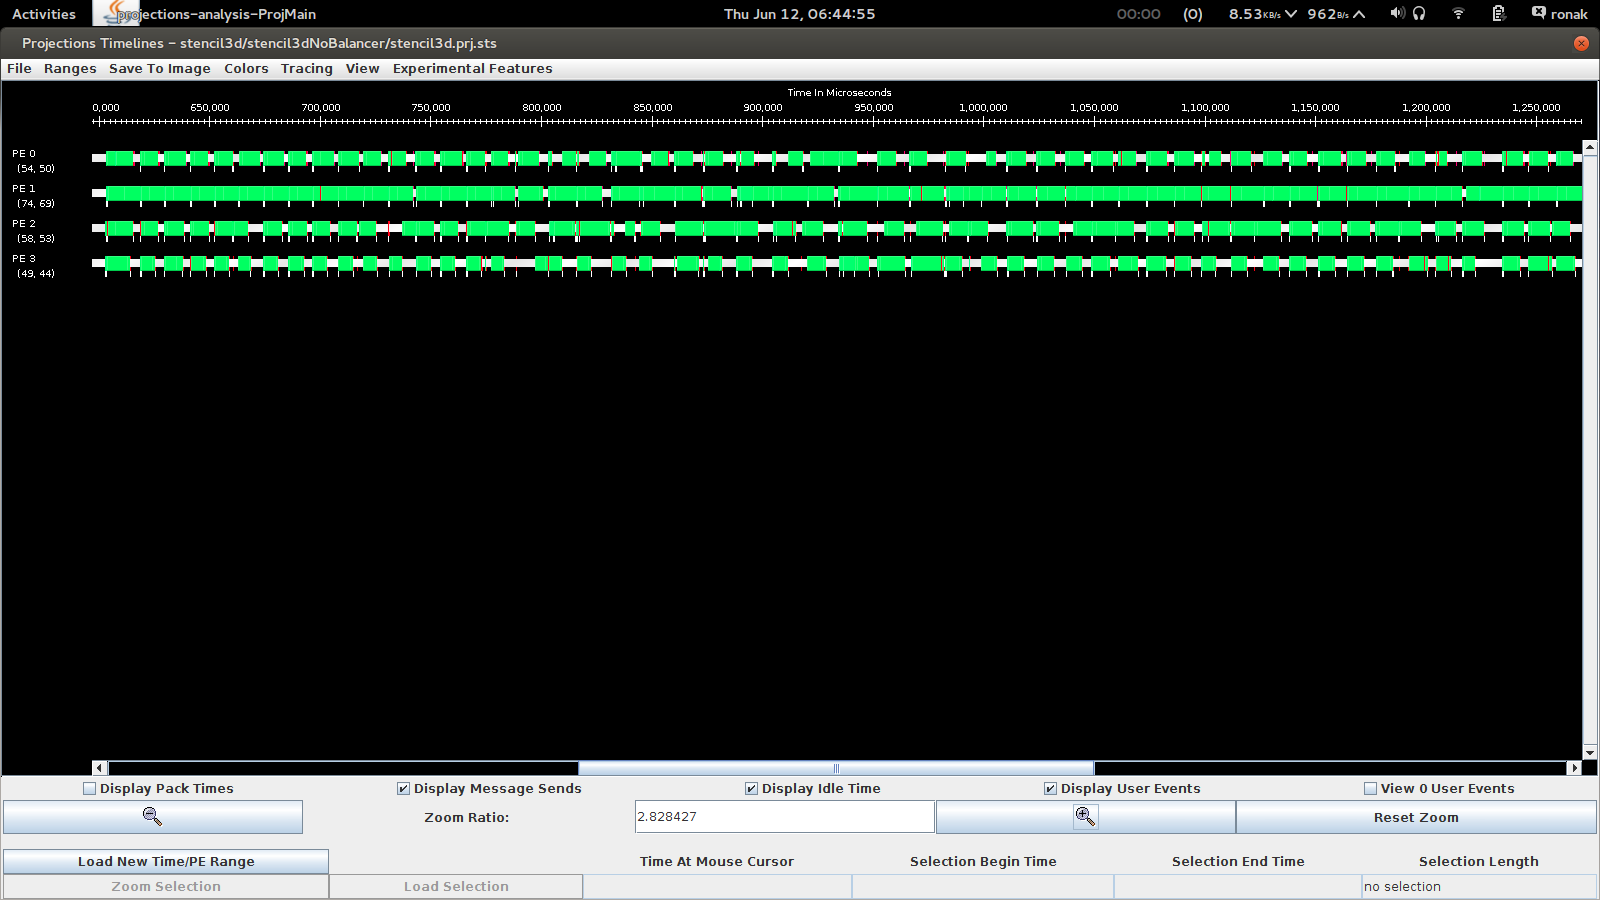 Activities projections-analysis-ProjMain Thu Jun 12, 06:44:55 00:00 (O) 8.53KB/s 962B/s ronak
Projections Timelines - stencil3d/stencil3dNoBalancer/stencil3d.prj.sts
File Ranges Save To Image Colors Tracing View Experimental Features
Time In Microseconds
0,000 650,000 700,000 750,000 800,000 850,000 900,000 950,000 1,000,000 1,050,000 1,100,000 1,150,000 1,200,000 1,250,000
PE 0
(54, 50)
PE 1
(74, 69)
PE 2
(58, 53)
PE 3
(49, 44)
Display Pack Times Display Message Sends Display Idle Time Display User Events View 0 User Events
Zoom Ratio: 2.828427 Reset Zoom
Load New Time/PE Range Time At Mouse Cursor Selection Begin Time Selection End Time Selection Length
Zoom Selection Load Selection no selection